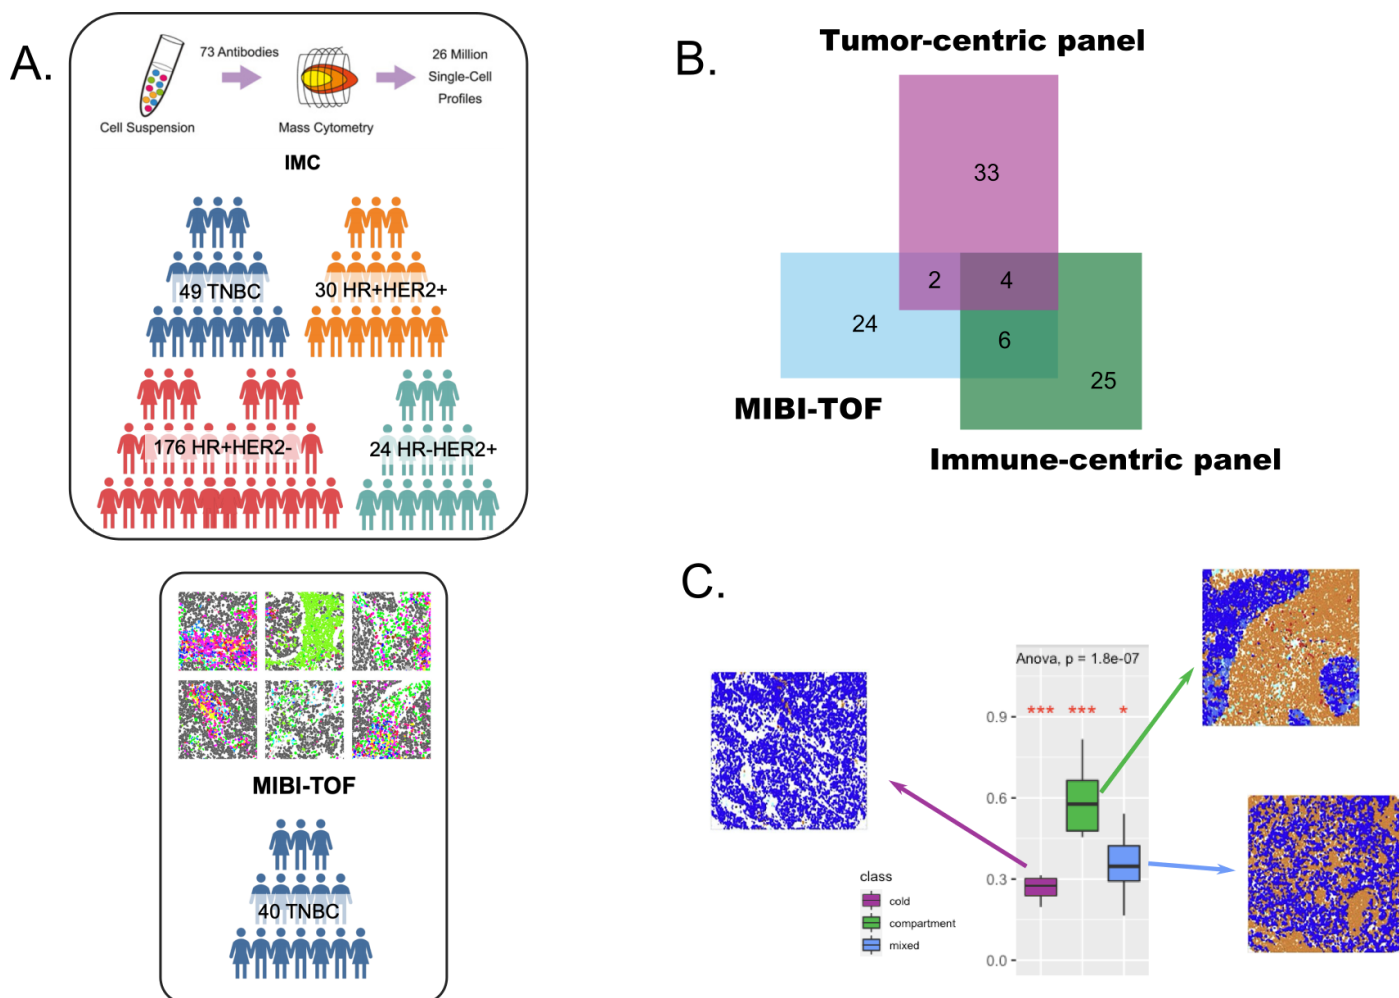 A.
73 Antibodies
26 Million
Single-Cell
Profiles
Cell Suspension
Mass Cytometry
IMC
49 TNBC
30 HR+HER2+
176 HR+HER2-
24 HR-HER2+
MIBI-TOF
40 TNBC
B.
Tumor-centric panel
33
2
4
24
6
25
MIBI-TOF
Immune-centric panel
C.
Anova, p = 1.8e-07
*** *** *
0.9
0.6
0.3
0.0
class
cold
compartment
mixed